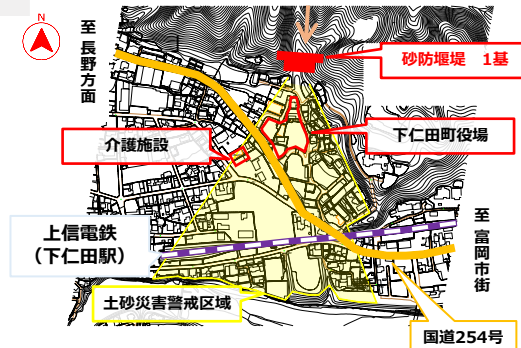 N
至 長野方面
砂防堰堤 1基
介護施設
下仁田町役場
上信電鉄
（下仁田駅）
至 富岡市街
土砂災害警戒区域
国道254号